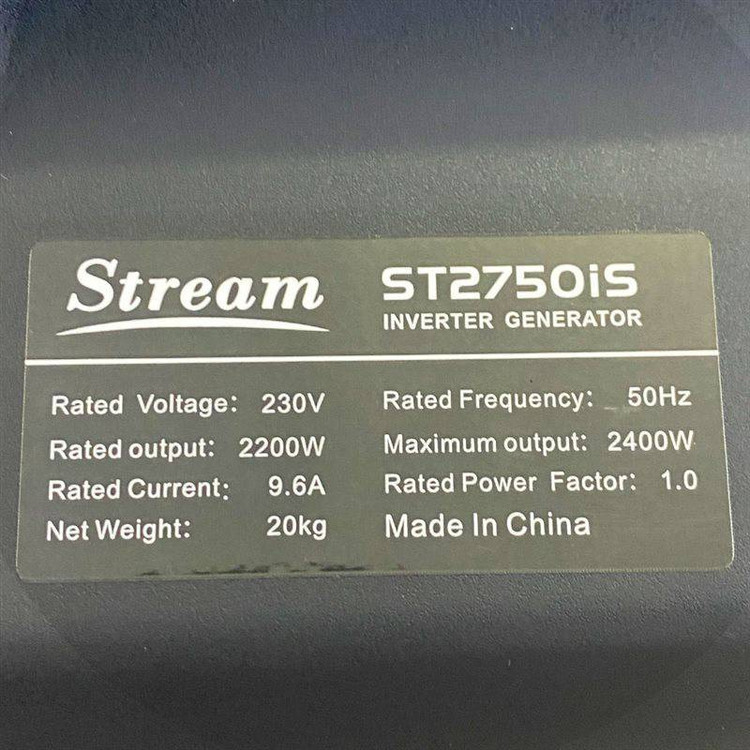 Stream
ST2750iS
INVERTER GENERATOR
Rated Voltage: 230V
Rated Frequency: 50Hz
Rated output: 2200W
Maximum output: 2400W
Rated Current: 9.6A
Rated Power Factor: 1.0
Net Weight: 20kg
Made In China